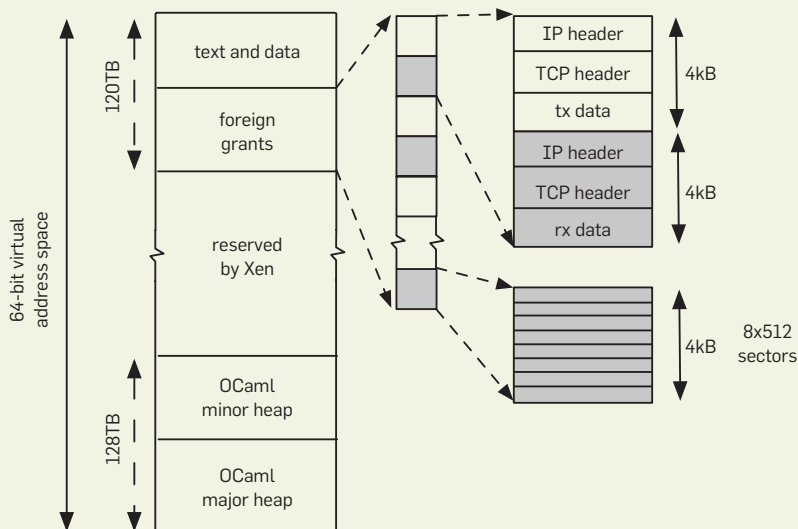 64-bit virtual
address space
120TB
128TB
text and data
foreign
grants
reserved
by Xen
OCaml
minor heap
OCaml
major heap
IP header
TCP header
tx data
IP header
TCP header
rx data
4kB
4kB
4kB
8x512
sectors